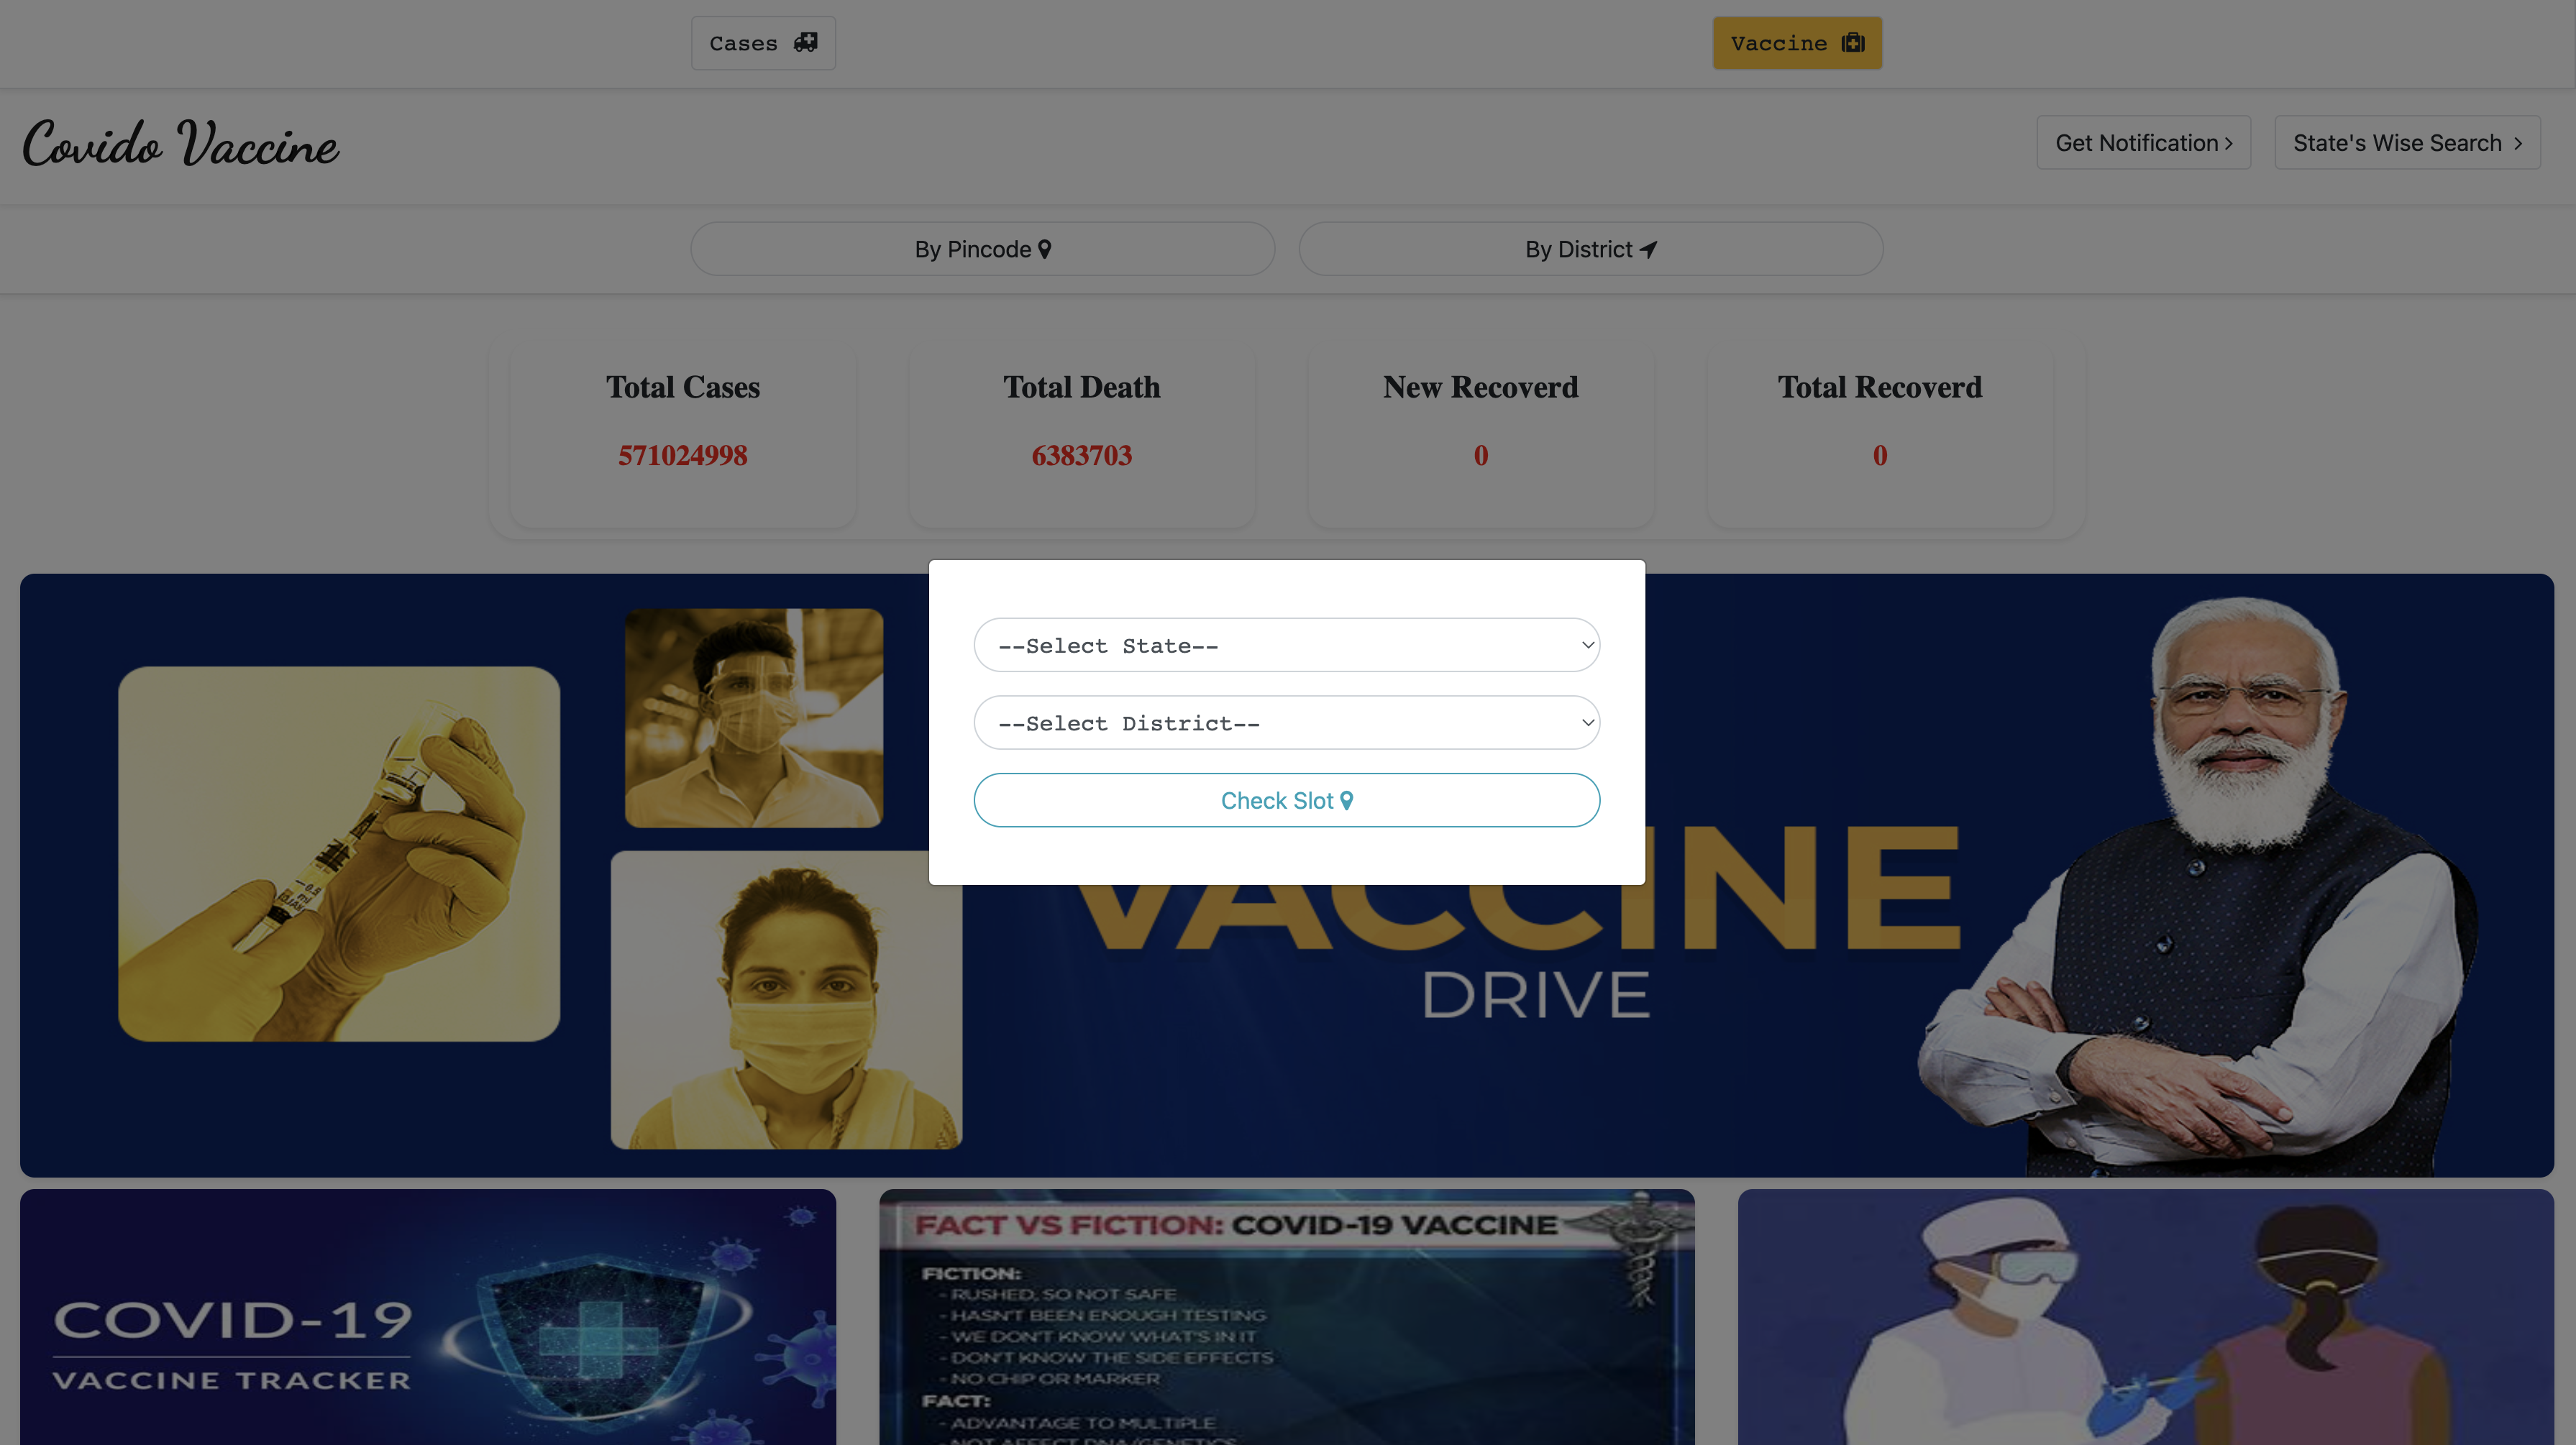 Cases
Vaccine
Covido Vaccine
Get Notification
State's Wise Search
By Pincode
By District
Total Cases
Total Death
New Recoverd
Total Recoverd
571024998
6383703
0
0
--Select State--
--Select District--
Check Slot
VACCINE
DRIVE
COVID-19
VACCINE TRACKER
FACT VS FICTION: COVID-19 VACCINE
FICTION:
- RUSHED, SO NOT SAFE
- HASN'T BEEN ENOUGH TESTING
- WE DON'T KNOW WHAT'S IN IT
- DON'T KNOW THE SIDE EFFECTS
- NO CHIP OR MARKER
FACT:
- ADVANTAGE TO MULTIPLE